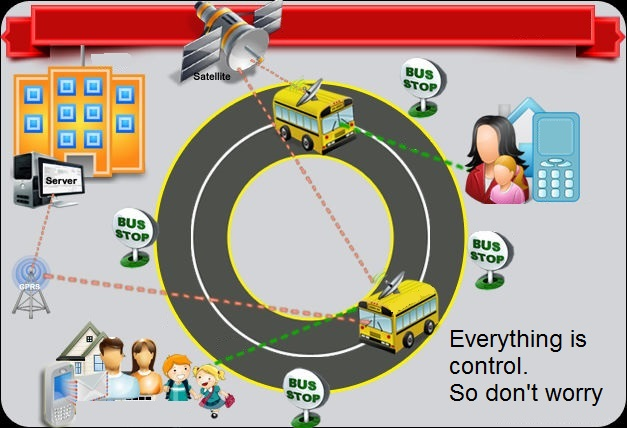 Satellite
BUS
STOP
Server
BUS
STOP
BUS
STOP
GPRS
Everything is
control.
So don't worry
BUS
STOP